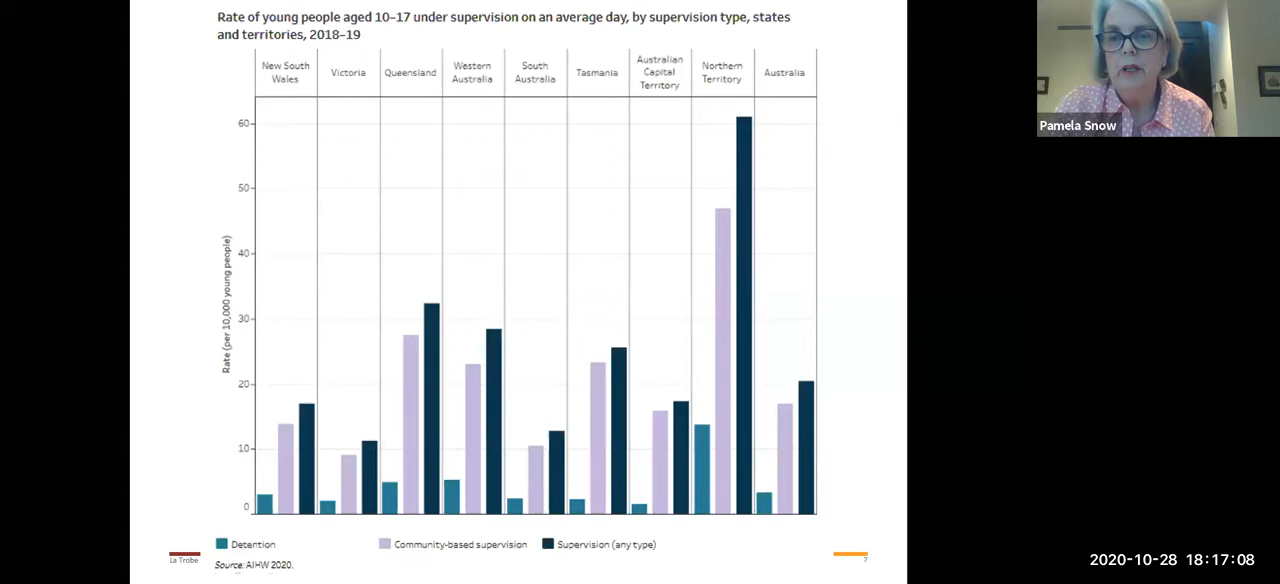 Rate of young people aged 10–17 under supervision on an average day, by supervision type, states
and territories, 2018–19
New South
Wales
Victoria
Queensland
Western
Australia
South
Australia
Tasmania
Australian
Capital
Territory
Northern
Territory
Australia
60
50
40
30
20
10
0
Rate (per 10,000 young people)
Detention
Community-based supervision
Supervision (any type)
La Trobe
Source: AIHW 2020.
7
Pamela Snow
2020-10-28 18:17:08